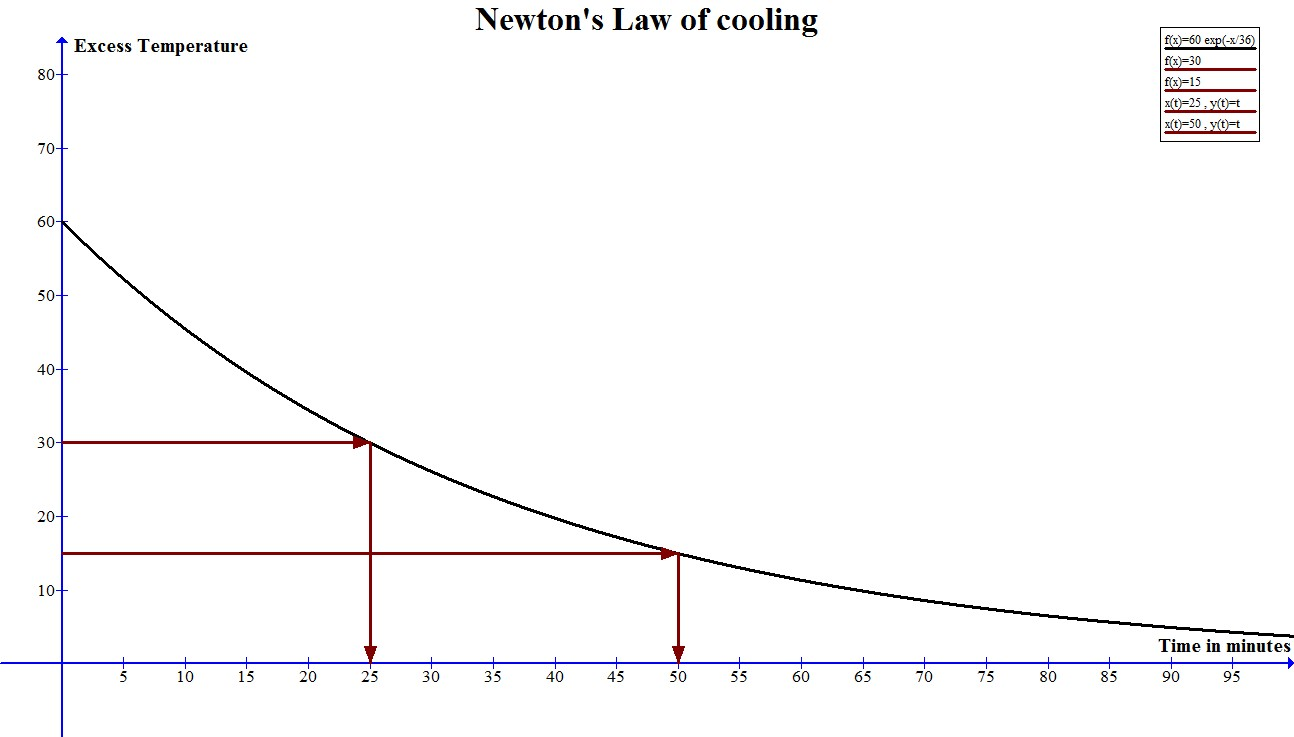 Newton's Law of cooling
Excess Temperature
f(x)=60 exp(-x/36)
f(x)=30
f(x)=15
x(t)=25 , y(t)=t
x(t)=50 , y(t)=t
80
70
60
50
40
30
20
10
Time in minutes
5 10 15 20 25 30 35 40 45 50 55 60 65 70 75 80 85 90 95